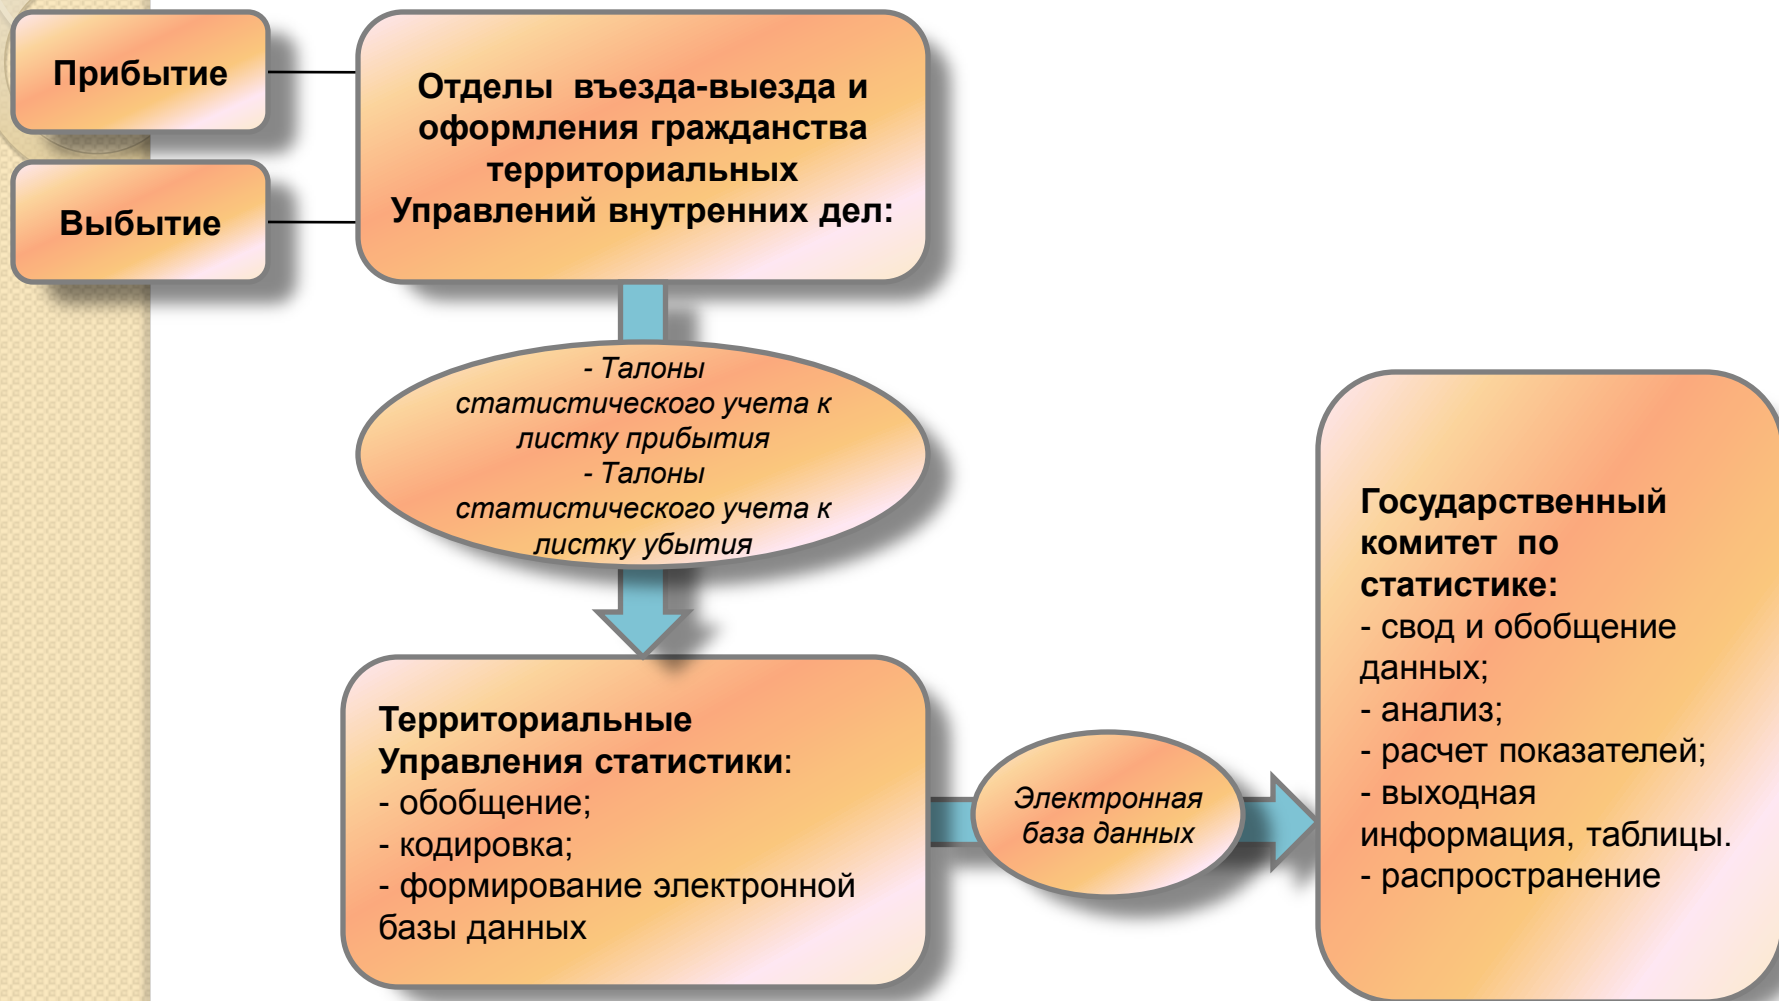 Прибытие
Выбытие
Отделы въезда-выезда и
оформления гражданства
территориальных
Управлений внутренних дел:
- Талоны
статистического учета к
листку прибытия
- Талоны
статистического учета к
листку убытия
Территориальные
Управления статистики:
- обобщение;
- кодировка;
- формирование электронной
базы данных
Электронная
база данных
Государственный
комитет по
статистике:
- свод и обобщение
данных;
- анализ;
- расчет показателей;
- выходная
информация, таблицы.
- распространение